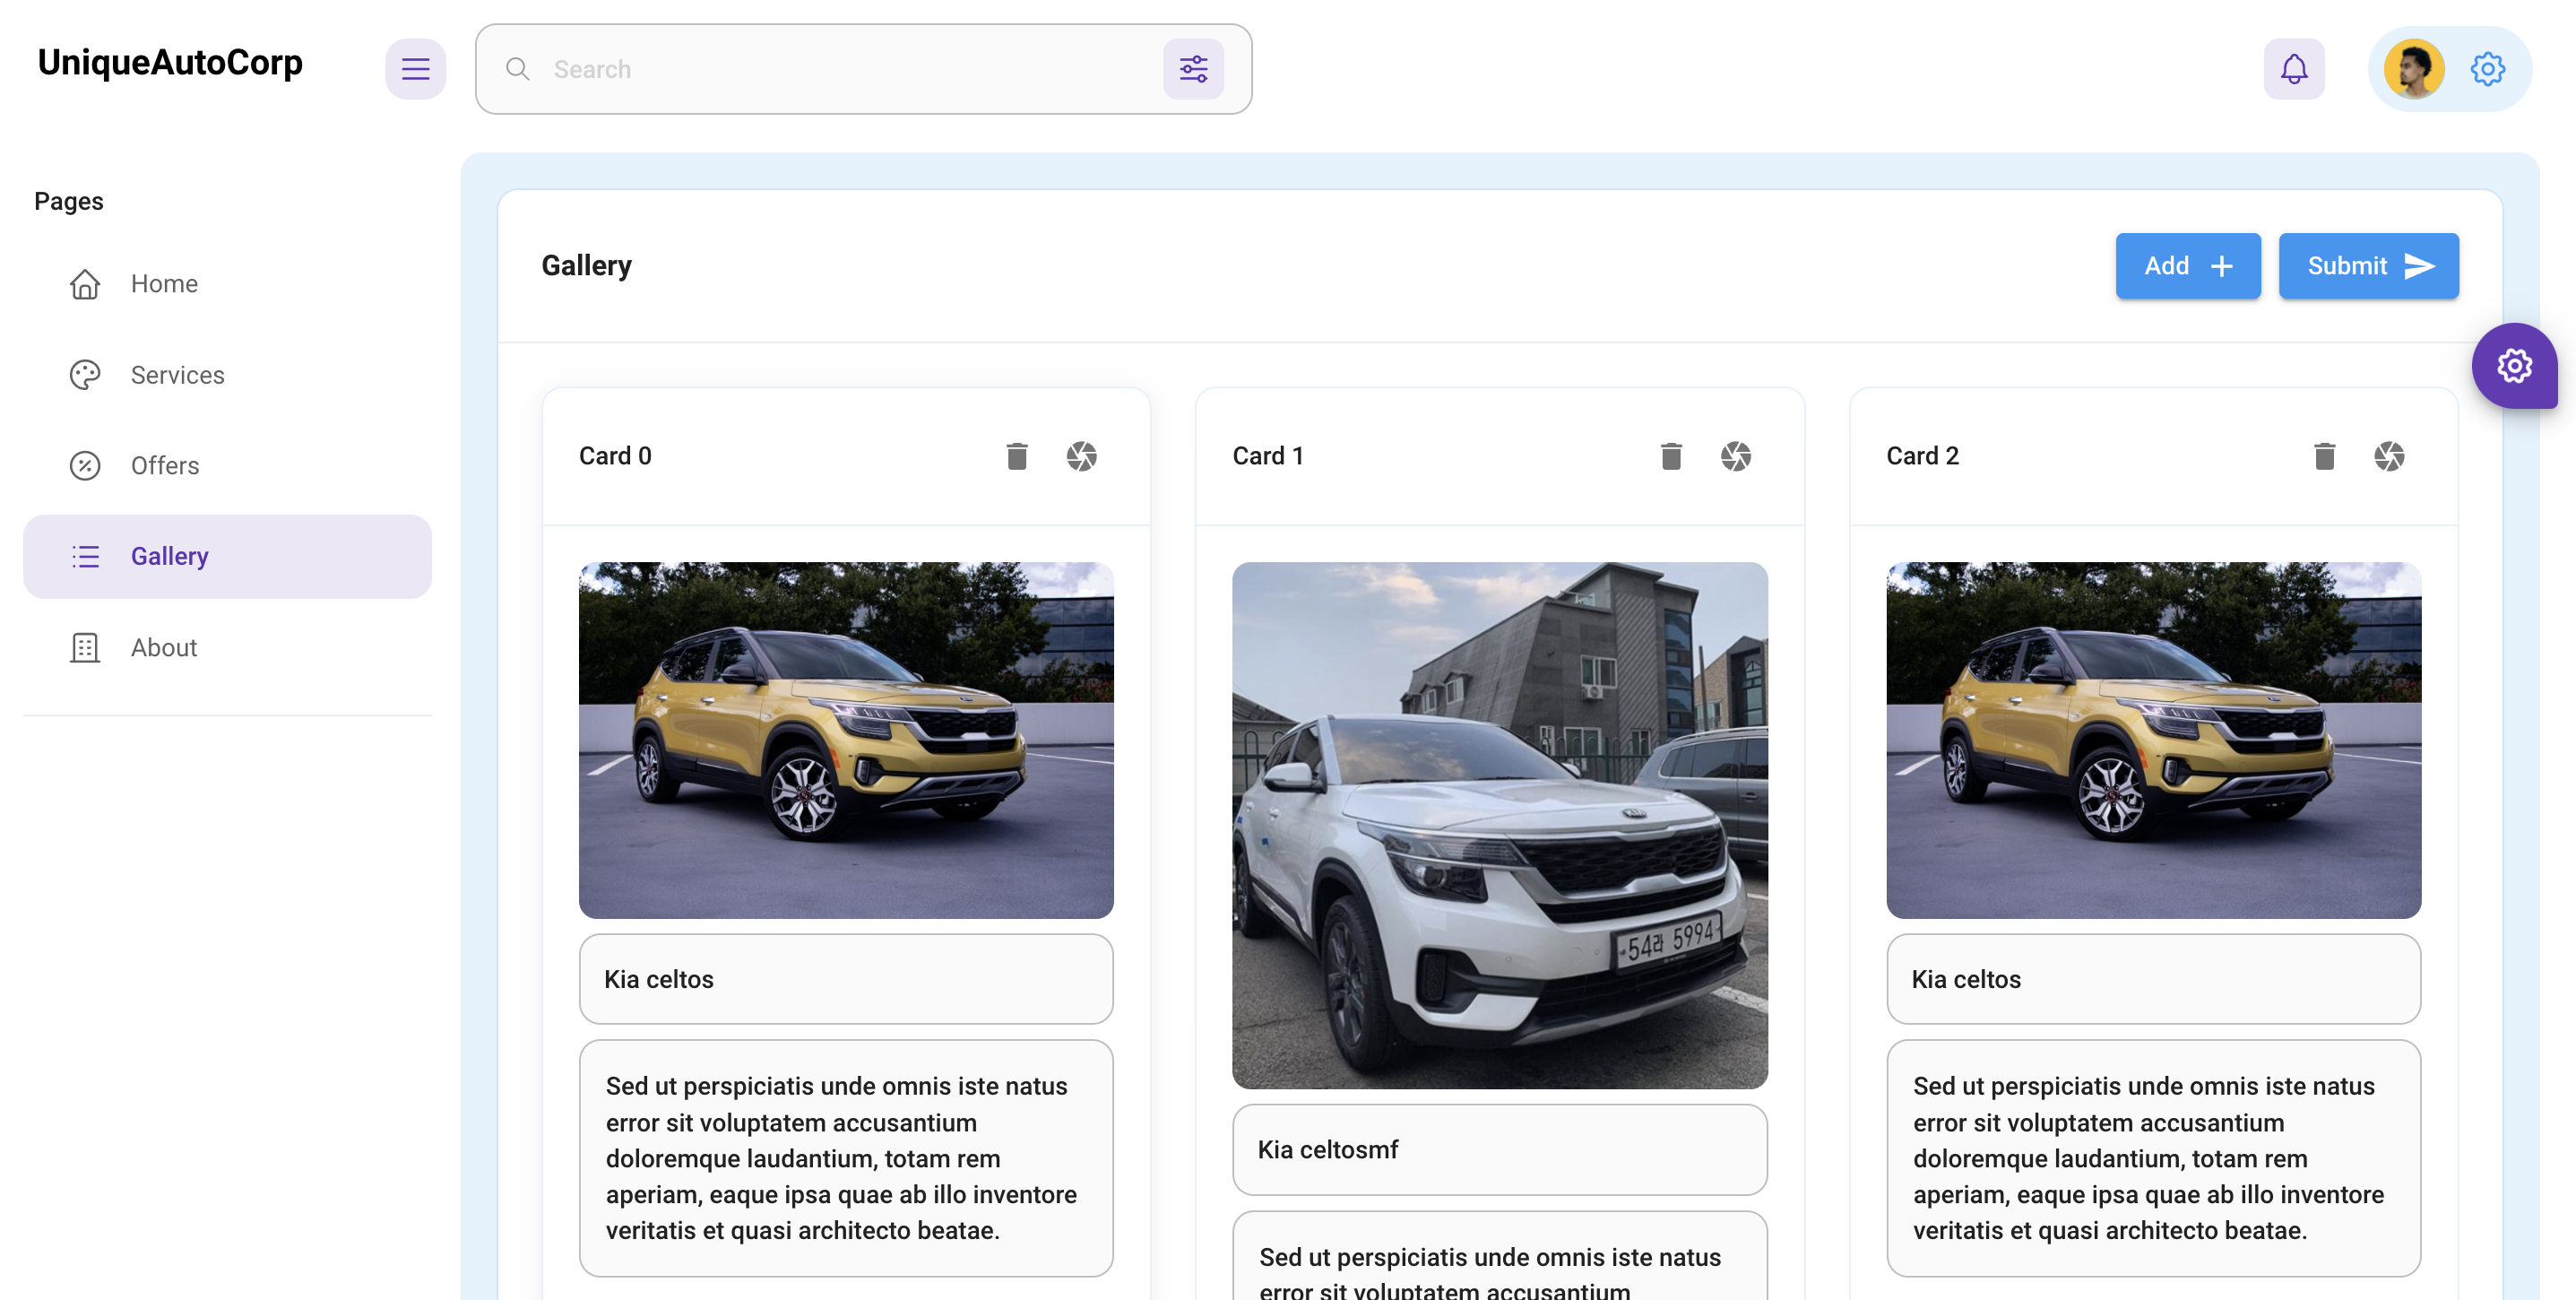 UniqueAutoCorp
Search
Pages
Home
Services
Offers
Gallery
About
Gallery
Add
Submit
Card 0
Kia celtos
Sed ut perspiciatis unde omnis iste natus
error sit voluptatem accusantium
doloremque laudantium, totam rem
aperiam, eaque ipsa quae ab illo inventore
veritatis et quasi architecto beatae.
Card 1
54라 5994
Kia celtosmf
Sed ut perspiciatis unde omnis iste natus
error sit voluptatem accusantium
Card 2
Kia celtos
Sed ut perspiciatis unde omnis iste natus
error sit voluptatem accusantium
doloremque laudantium, totam rem
aperiam, eaque ipsa quae ab illo inventore
veritatis et quasi architecto beatae.